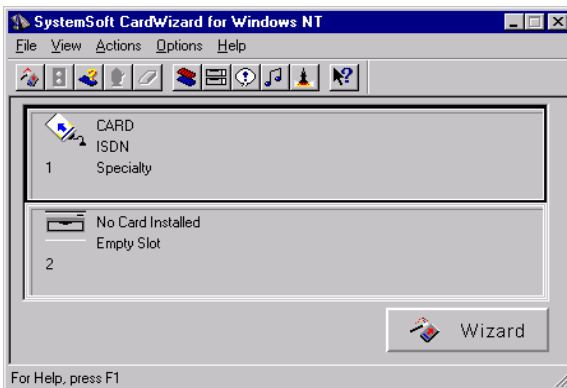 SystemSoft CardWizard for Windows NT
File View Actions Options Help
CARD
ISDN
1 Specialty
No Card Installed
Empty Slot
2
Wizard
For Help, press F1